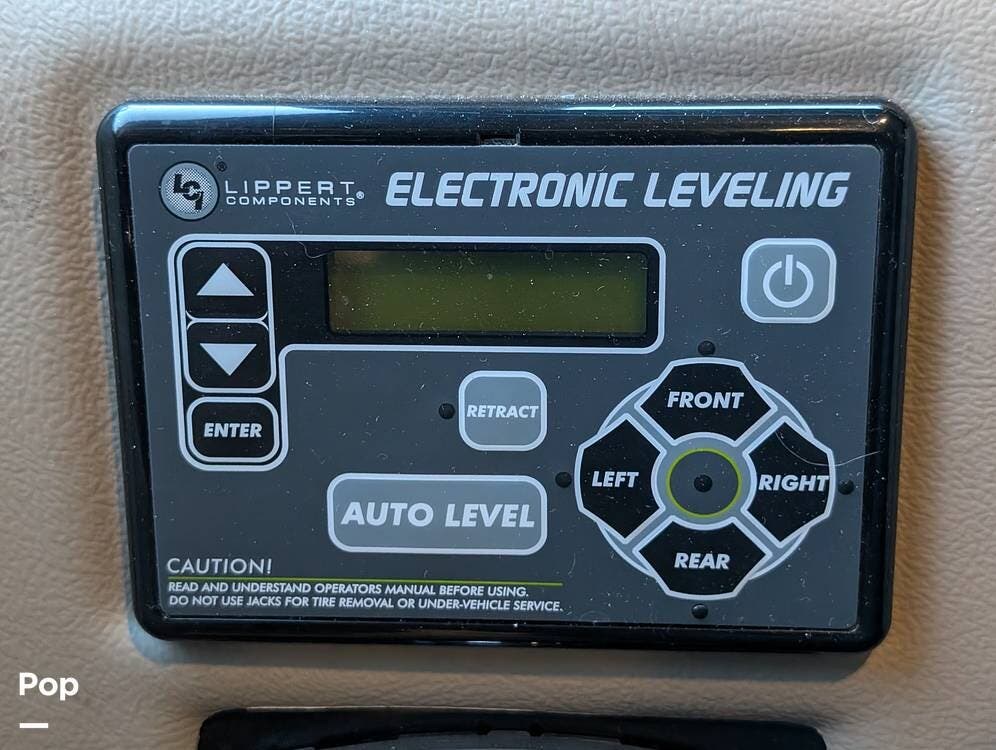 LCI ® LIPPERT COMPONENTS® ELECTRONIC LEVELING
ENTER
RETRACT
AUTO LEVEL
FRONT
LEFT
RIGHT
REAR
CAUTION!
READ AND UNDERSTAND OPERATORS MANUAL BEFORE USING.
DO NOT USE JACKS FOR TIRE REMOVAL OR UNDER-VEHICLE SERVICE.
Pop